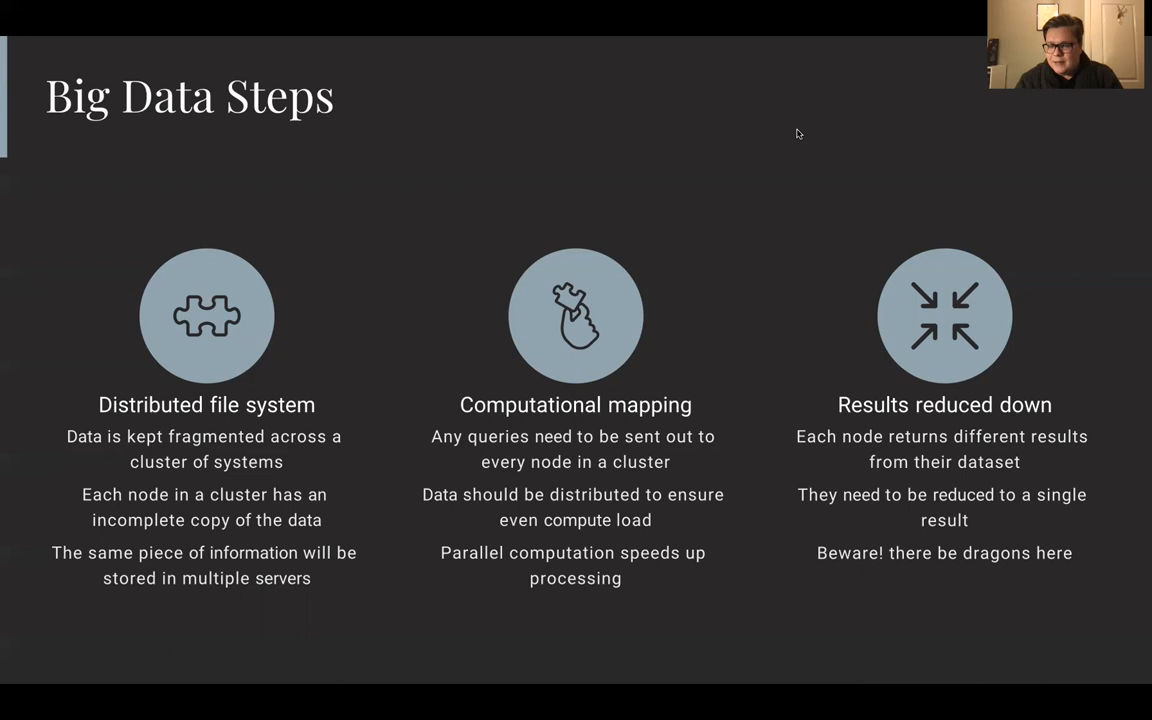 Big Data Steps
Distributed file system
Data is kept fragmented across a
cluster of systems
Each node in a cluster has an
incomplete copy of the data
The same piece of information will be
stored in multiple servers
Computational mapping
Any queries need to be sent out to
every node in a cluster
Data should be distributed to ensure
even compute load
Parallel computation speeds up
processing
Results reduced down
Each node returns different results
from their dataset
They need to be reduced to a single
result
Beware! there be dragons here